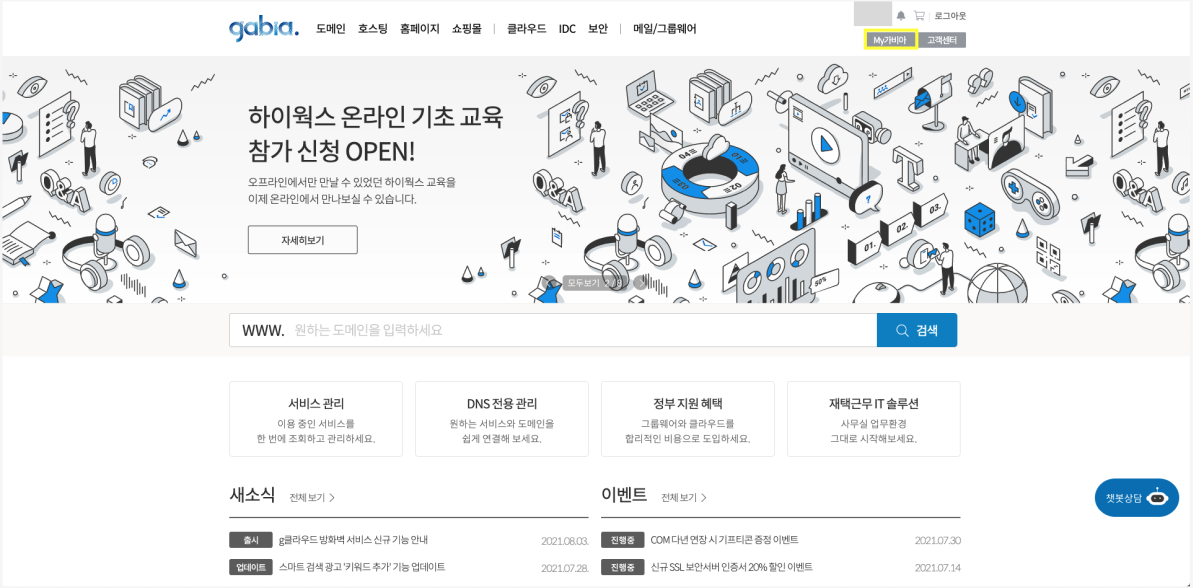 gabia.
도메인 호스팅 홈페이지 쇼핑몰 | 클라우드 IDC 보안 | 메일/그룹웨어
로그아웃
My가비아 고객센터
하이웍스 온라인 기초 교육
참가 신청 OPEN!
오프라인에서만 만날 수 있었던 하이웍스 교육을
이제 온라인에서 만나보실 수 있습니다.
자세히보기
Q&A
Q&A
04
01
03
02
T
01.
02.
03.
50%
Q&A
모두보기
WWW. 원하는 도메인을 입력하세요
검색
서비스 관리
이용 중인 서비스를
한 번에 조회하고 관리하세요.
DNS 전용 관리
원하는 서비스와 도메인을
쉽게 연결해 보세요.
정부 지원 혜택
그룹웨어와 클라우드를
합리적인 비용으로 도입하세요.
재택근무 IT 솔루션
사무실 업무환경
그대로 시작해보세요.
새소식 전체 보기 >
출시 g클라우드 방화벽 서비스 신규 기능 안내 2021.08.03.
업데이트 스마트 검색 광고 '키워드 추가' 기능 업데이트 2021.07.28.
이벤트 전체 보기 >
진행중 COM 다년 연장 시 기프티콘 증정 이벤트 2021.07.30
진행중 신규 SSL 보안서버 인증서 20% 할인 이벤트 2021.07.14
챗봇상담